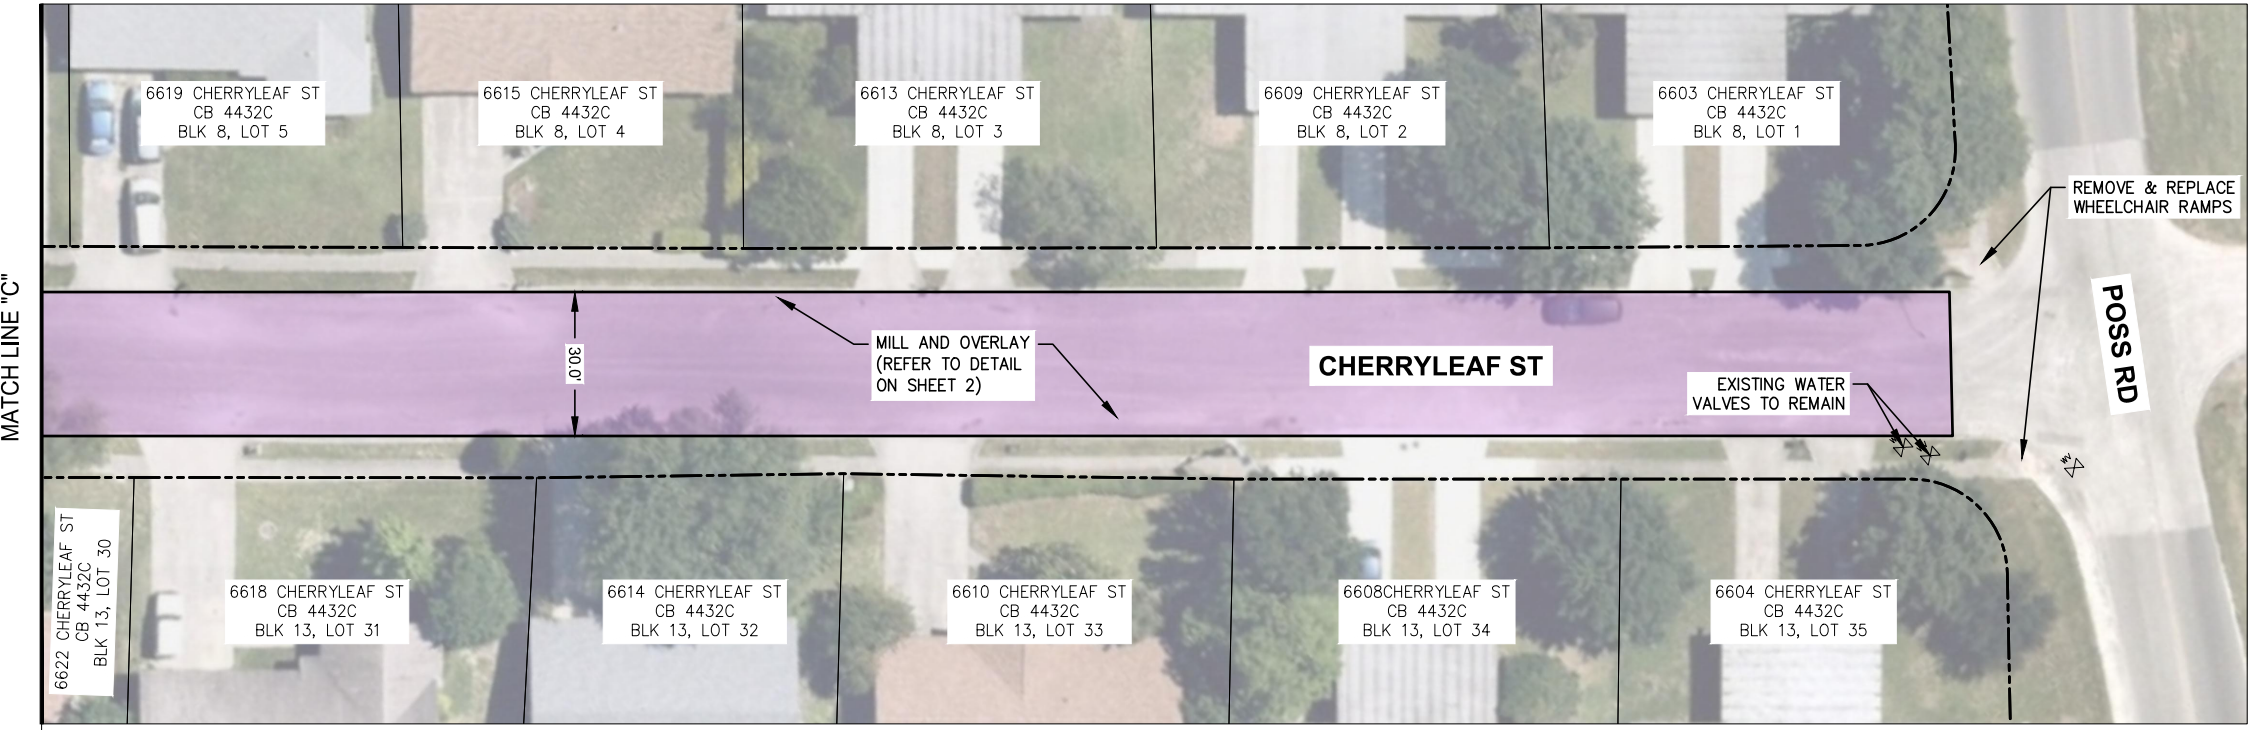 6619 CHERRYLEAF ST
CB 4432C
BLK 8, LOT 5
6615 CHERRYLEAF ST
CB 4432C
BLK 8, LOT 4
6613 CHERRYLEAF ST
CB 4432C
BLK 8, LOT 3
6609 CHERRYLEAF ST
CB 4432C
BLK 8, LOT 2
6603 CHERRYLEAF ST
CB 4432C
BLK 8, LOT 1
REMOVE & REPLACE
WHEELCHAIR RAMPS
MATCH LINE "C"
30.0'
MILL AND OVERLAY
(REFER TO DETAIL
ON SHEET 2)
CHERRYLEAF ST
EXISTING WATER
VALVES TO REMAIN
POSS RD
WV
WV
WV
6622 CHERRYLEAF ST
CB 4432C
BLK 13, LOT 30
6618 CHERRYLEAF ST
CB 4432C
BLK 13, LOT 31
6614 CHERRYLEAF ST
CB 4432C
BLK 13, LOT 32
6610 CHERRYLEAF ST
CB 4432C
BLK 13, LOT 33
6608CHERRYLEAF ST
CB 4432C
BLK 13, LOT 34
6604 CHERRYLEAF ST
CB 4432C
BLK 13, LOT 35